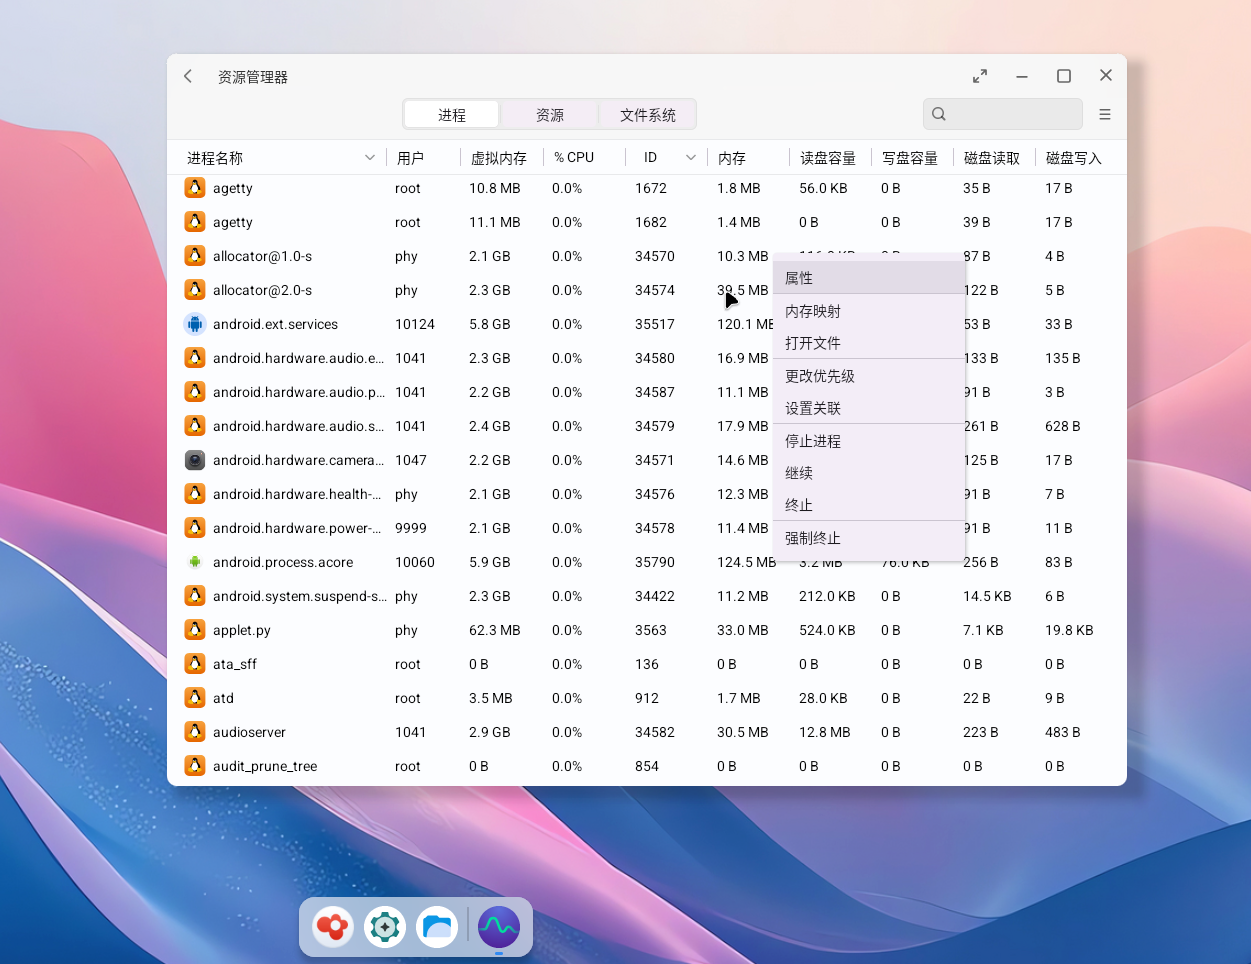 资源管理器
进程 资源 文件系统
进程名称 用户 虚拟内存 % CPU ID 内存 读盘容量 写盘容量 磁盘读取 磁盘写入
agetty root 10.8 MB 0.0% 1672 1.8 MB 56.0 KB 0 B 35 B 17 B
agetty root 11.1 MB 0.0% 1682 1.4 MB 0 B 0 B 39 B 17 B
allocator@1.0-s phy 2.1 GB 0.0% 34570 10.3 MB 87 B 4 B
属性
allocator@2.0-s phy 2.3 GB 0.0% 34574 39.5 MB 122 B 5 B
内存映射
android.ext.services 10124 5.8 GB 0.0% 35517 120.1 MB 53 B 33 B
打开文件
android.hardware.audio.e... 1041 2.3 GB 0.0% 34580 16.9 MB 133 B 135 B
更改优先级
android.hardware.audio.p... 1041 2.2 GB 0.0% 34587 11.1 MB 91 B 3 B
设置关联
android.hardware.audio.s... 1041 2.4 GB 0.0% 34579 17.9 MB 261 B 628 B
停止进程
android.hardware.camera... 1047 2.2 GB 0.0% 34571 14.6 MB 125 B 17 B
继续
android.hardware.health-... phy 2.1 GB 0.0% 34576 12.3 MB 91 B 7 B
终止
android.hardware.power-... 9999 2.1 GB 0.0% 34578 11.4 MB 91 B 11 B
强制终止
android.process.acore 10060 5.9 GB 0.0% 35790 124.5 MB 3.2 MB 76.0 KB 256 B 83 B
android.system.suspend-s... phy 2.3 GB 0.0% 34422 11.2 MB 212.0 KB 0 B 14.5 KB 6 B
applet.py phy 62.3 MB 0.0% 3563 33.0 MB 524.0 KB 0 B 7.1 KB 19.8 KB
ata_sff root 0 B 0.0% 136 0 B 0 B 0 B 0 B 0 B
atd root 3.5 MB 0.0% 912 1.7 MB 28.0 KB 0 B 22 B 9 B
audioserver 1041 2.9 GB 0.0% 34582 30.5 MB 12.8 MB 0 B 223 B 483 B
audit_prune_tree root 0 B 0.0% 854 0 B 0 B 0 B 0 B 0 B